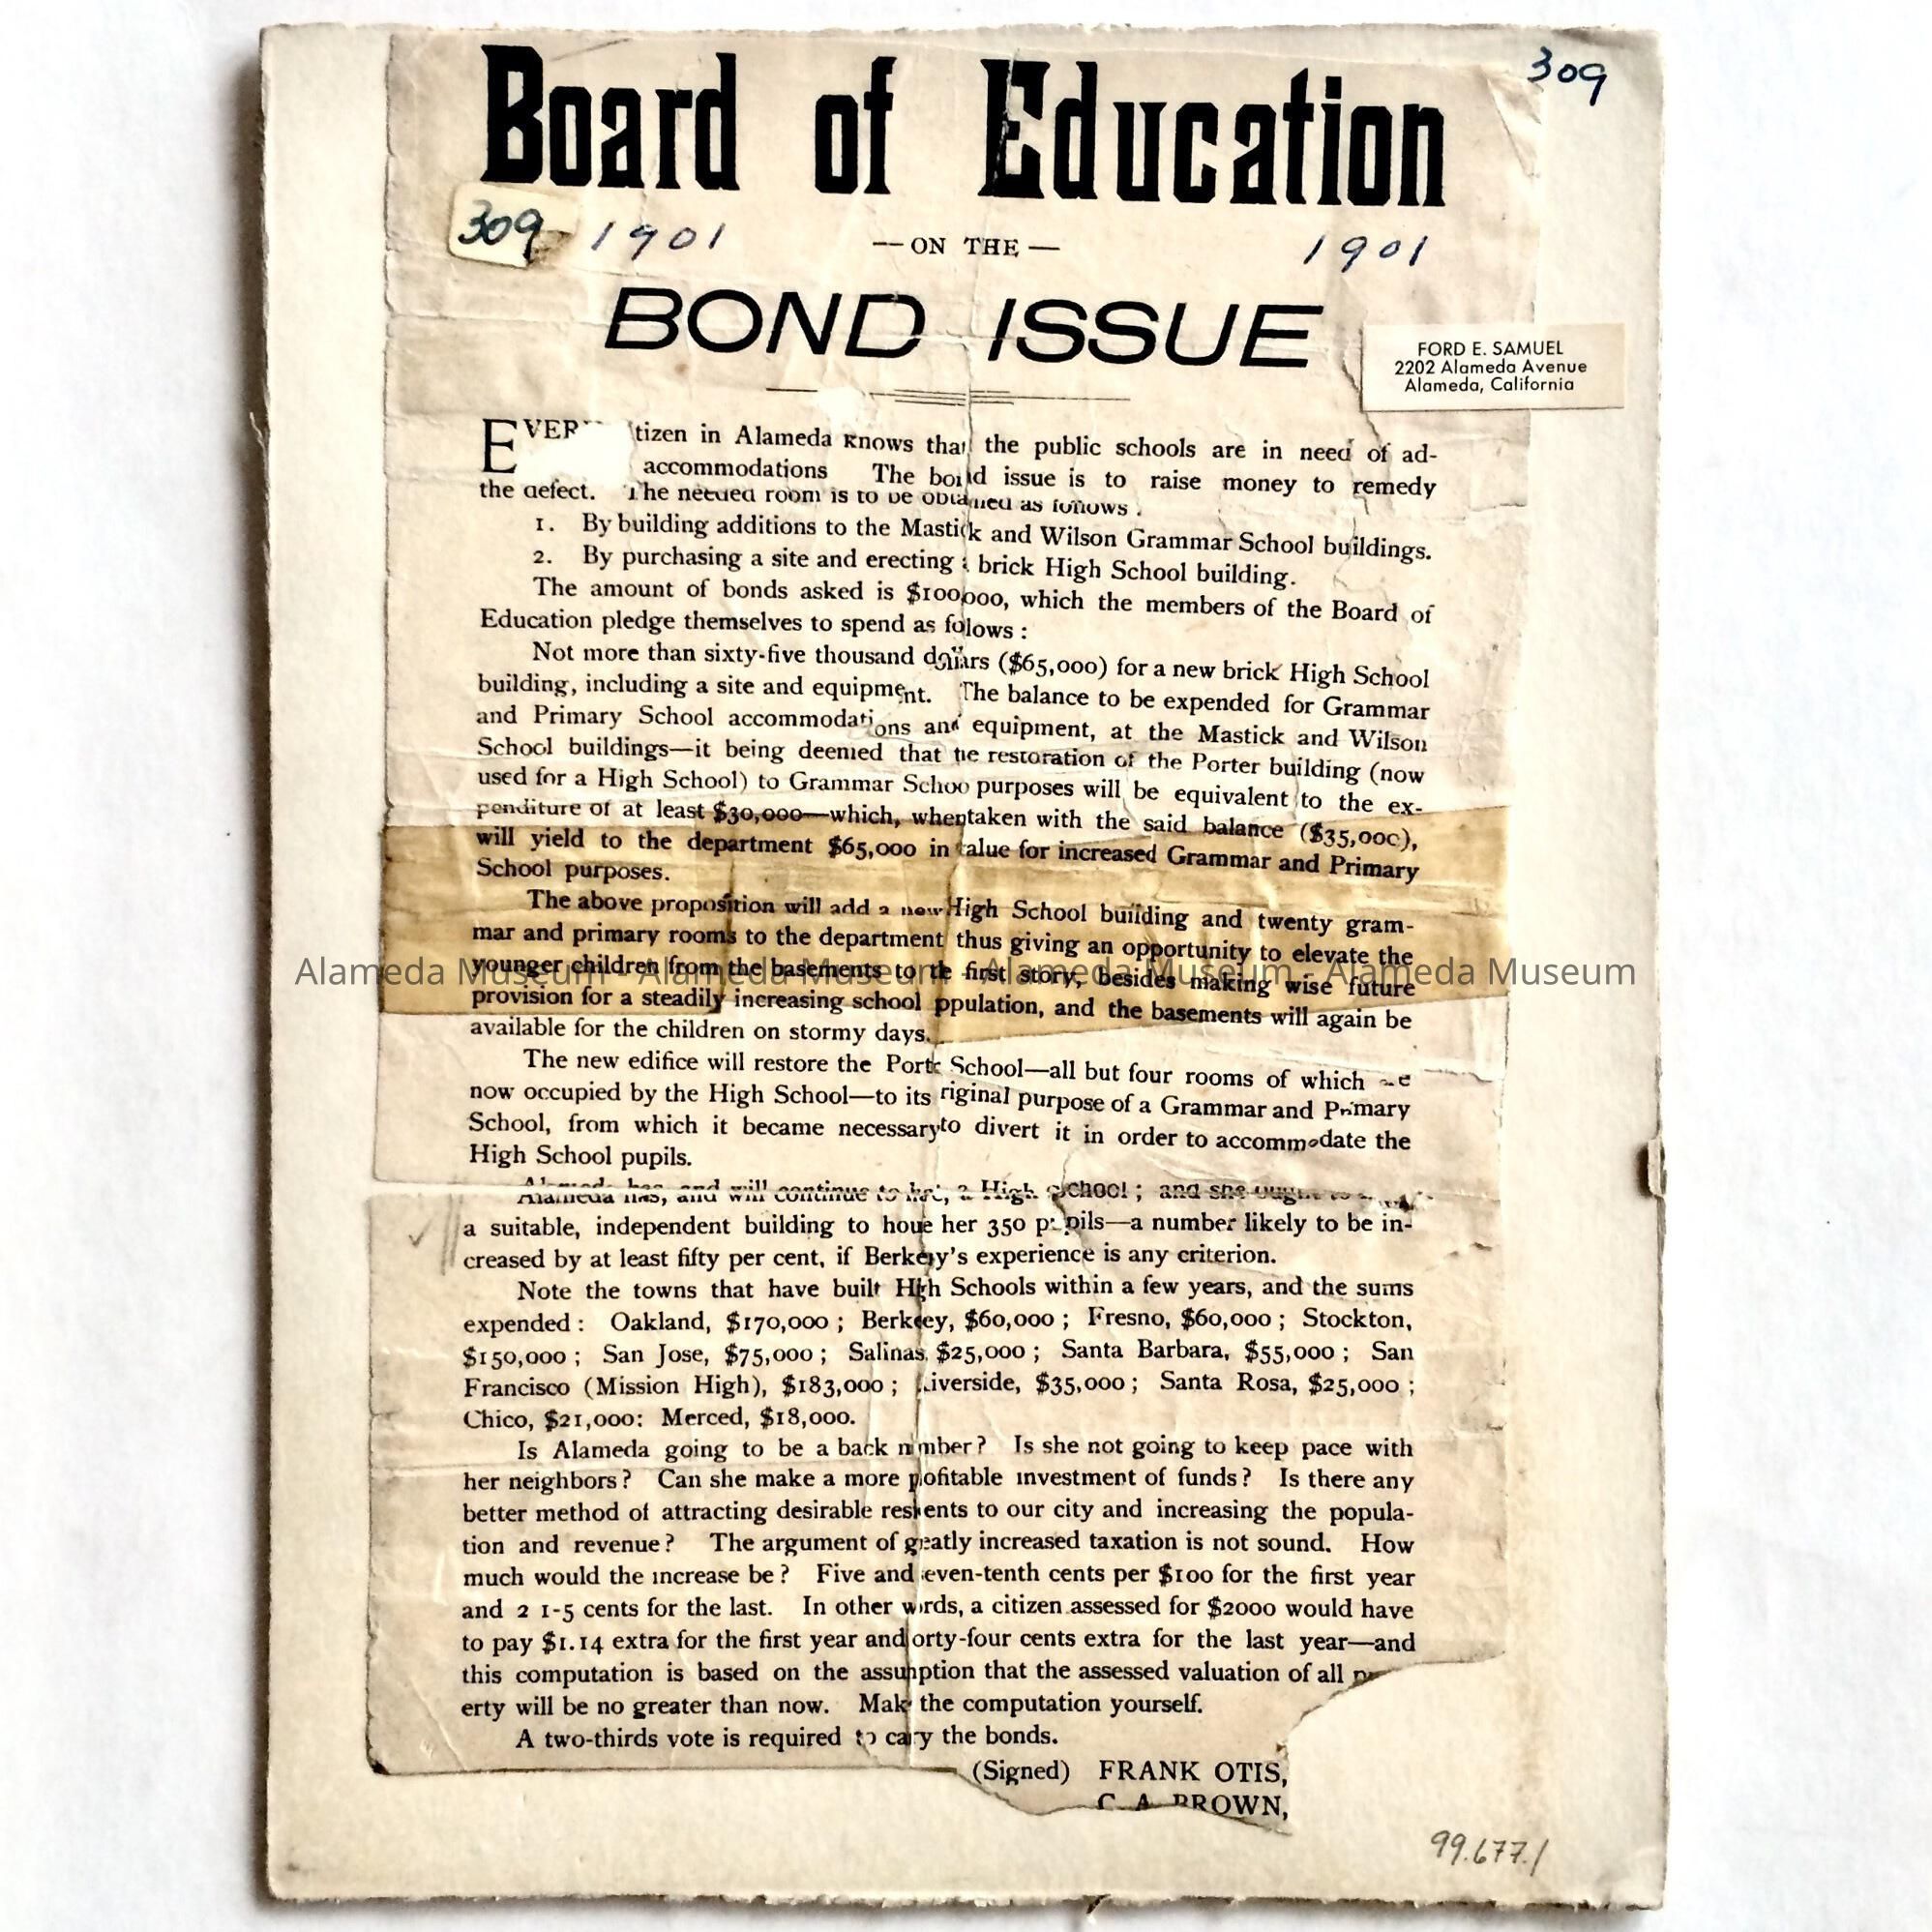 309
Board of Education
309 1901 — ON THE — 1901
BOND ISSUE
FORD E. SAMUEL
2202 Alameda Avenue
Alameda, California
tizen in Alameda knows that the public schools are in need of ad-
accommodations The bond issue is to raise money to remedy
the defect. The needed room is to be obtained as follows :
1. By building additions to the Mastick and Wilson Grammar School buildings.
2. By purchasing a site and erecting brick High School building.
The amount of bonds asked is $100,000, which the members of the Board of
Education pledge themselves to spend as follows :
Not more than sixty-five thousand dollars ($65,000) for a new brick High School
building, including a site and equipment. The balance to be expended for Grammar
and Primary School accommodations and equipment, at the Mastick and Wilson
School buildings—it being deemed that the restoration of the Porter building (now
used for a High School) to Grammar School purposes will be equivalent to the ex-
penditure of at least $30,000—which, when taken with the said balance ($35,000),
will yield to the department $65,000 in value for increased Grammar and Primary
School purposes.
The above proposition will add a new High School building and twenty gram-
mar and primary rooms to the department thus giving an opportunity to elevate the
younger children from the basements to the first story, besides making wise future
Alameda Museum - Alameda Museum - Alameda Museum - Alameda Museum
provision for a steadily increasing school population, and the basements will again be
available for the children on stormy days.
The new edifice will restore the Porter School—all but four rooms of which are
now occupied by the High School—to its original purpose of a Grammar and Primary
School, from which it became necessary to divert it in order to accommodate the
High School pupils.
Alameda has, and will continue to have, a High School ; and she ought to
a suitable, independent building to house her 350 pupils—a number likely to be in-
creased by at least fifty per cent, if Berkeley's experience is any criterion.
Note the towns that have built High Schools within a few years, and the sums
expended : Oakland, $170,000 ; Berkeley, $60,000 ; Fresno, $60,000 ; Stockton,
$150,000 ; San Jose, $75,000 ; Salinas, $25,000 ; Santa Barbara, $55,000 ; San
Francisco (Mission High), $183,000 ; Riverside, $35,000 ; Santa Rosa, $25,000 ;
Chico, $21,000: Merced, $18,000.
Is Alameda going to be a back number? Is she not going to keep pace with
her neighbors? Can she make a more profitable investment of funds? Is there any
better method of attracting desirable residents to our city and increasing the popula-
tion and revenue? The argument of greatly increased taxation is not sound. How
much would the increase be? Five and seven-tenth cents per $100 for the first year
and 2 1-5 cents for the last. In other words, a citizen assessed for $2000 would have
to pay $1.14 extra for the first year and forty-four cents extra for the last year—and
this computation is based on the assumption that the assessed valuation of all
erty will be no greater than now. Make the computation yourself.
A two-thirds vote is required to carry the bonds.
(Signed) FRANK OTIS,
C. A. BROWN,
99.677.1